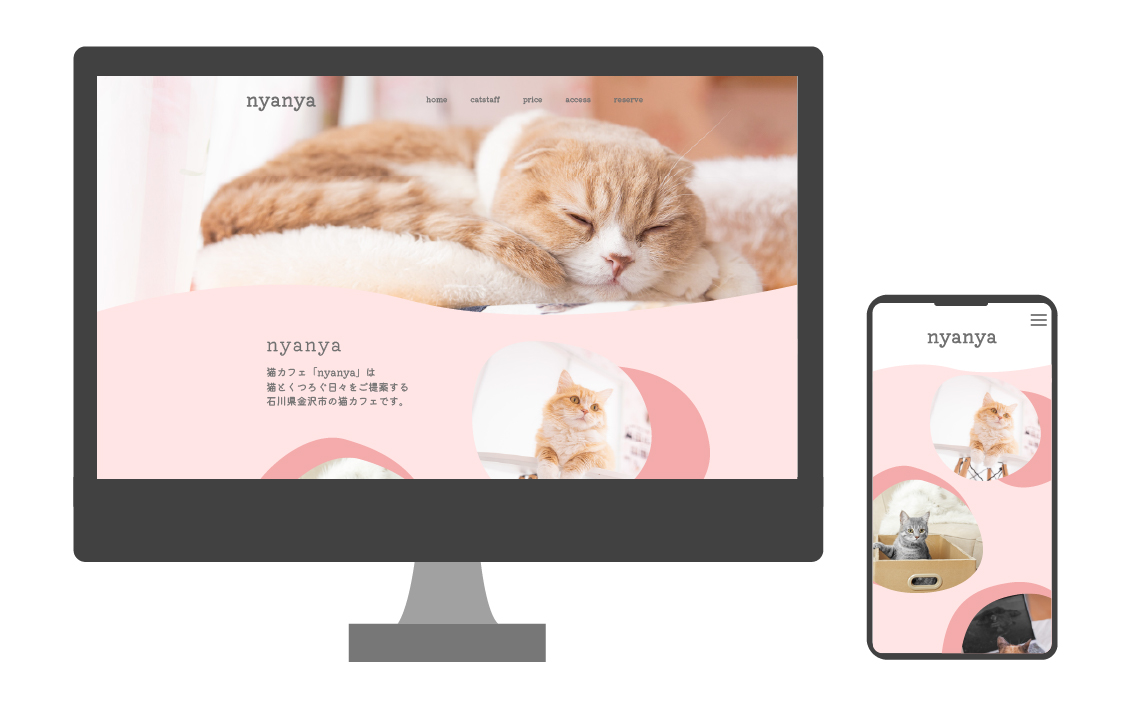 nyanya
home catstaff price access reserve
nyanya
猫カフェ「nyanya」は
猫とくつろぐ日々をご提案する
石川県金沢市の猫カフェです。
nyanya